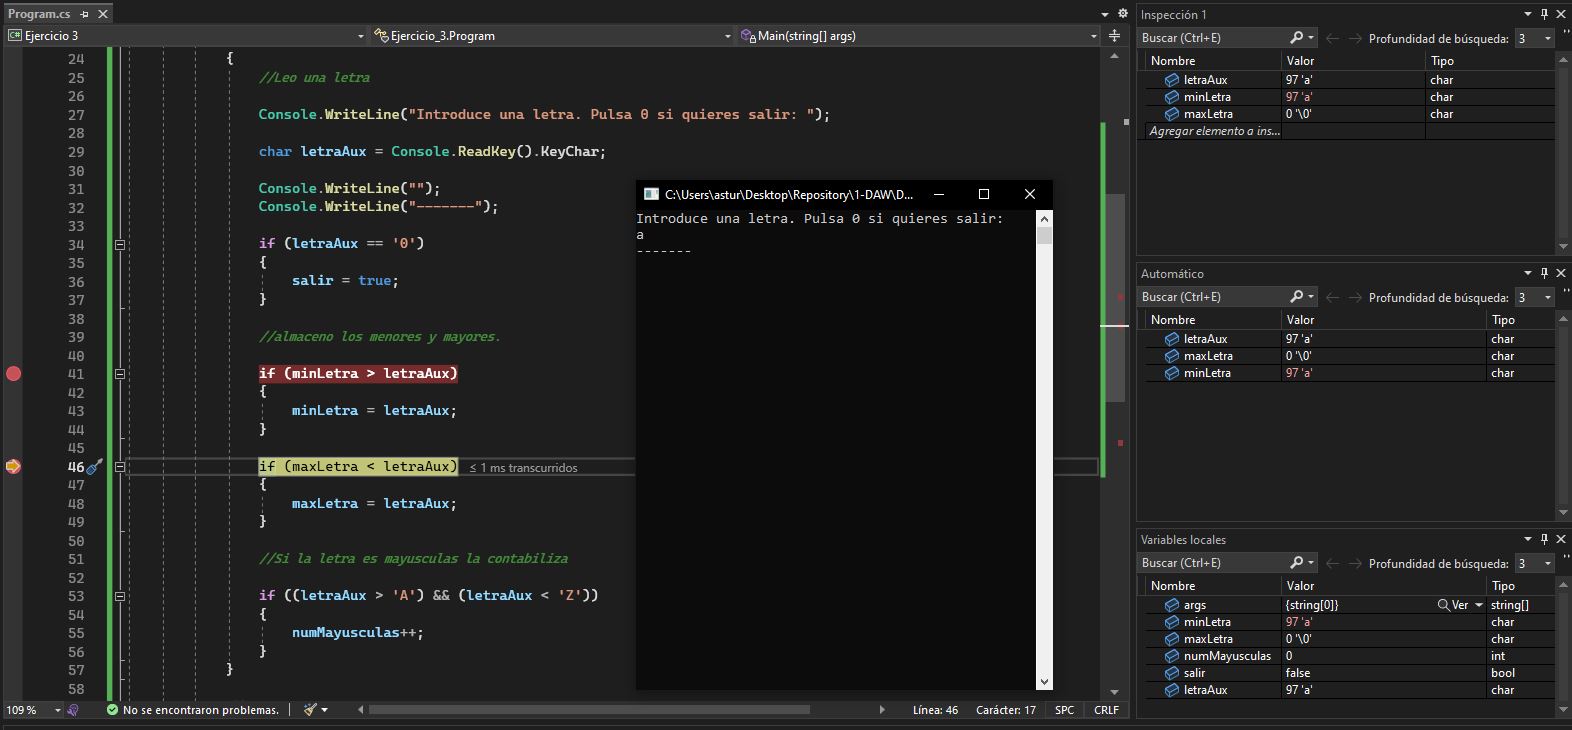 Program.cs
Ejercicio 3
Ejercicio_3.Program
Main(string[] args)
24 {
25 //Leo una letra
26
27 Console.WriteLine("Introduce una letra. Pulsa 0 si quieres salir: ");
28
29 char letraAux = Console.ReadKey().KeyChar;
30
31 Console.WriteLine("");
32 Console.WriteLine("-------");
33
34 if (letraAux == '0')
35 {
36 salir = true;
37 }
38
39 //almaceno los menores y mayores.
40
41 if (minLetra > letraAux)
42 {
43 minLetra = letraAux;
44 }
45
46 if (maxLetra < letraAux) ≤ 1 ms transcurridos
47 {
48 maxLetra = letraAux;
49 }
50
51 //Si la letra es mayusculas la contabiliza
52
53 if ((letraAux > 'A') && (letraAux < 'Z'))
54 {
55 numMayusculas++;
56 }
57 }
58
109 %
No se encontraron problemas.
Línea: 46
Carácter: 17
SPC
CRLF
C:\Users\astur\Desktop\Repository\1-DAW\D...
Introduce una letra. Pulsa 0 si quieres salir:
a
-------
Inspección 1
Buscar (Ctrl+E)
Profundidad de búsqueda: 3
Nombre Valor Tipo
letraAux 97 'a' char
minLetra 97 'a' char
maxLetra 0 '\0' char
Agregar elemento a ins...
Automático
Buscar (Ctrl+E)
Profundidad de búsqueda: 3
Nombre Valor Tipo
letraAux 97 'a' char
maxLetra 0 '\0' char
minLetra 97 'a' char
Variables locales
Buscar (Ctrl+E)
Profundidad de búsqueda: 3
Nombre Valor Tipo
args {string[0]} Ver string[]
minLetra 97 'a' char
maxLetra 0 '\0' char
numMayusculas 0 int
salir false bool
letraAux 97 'a' char